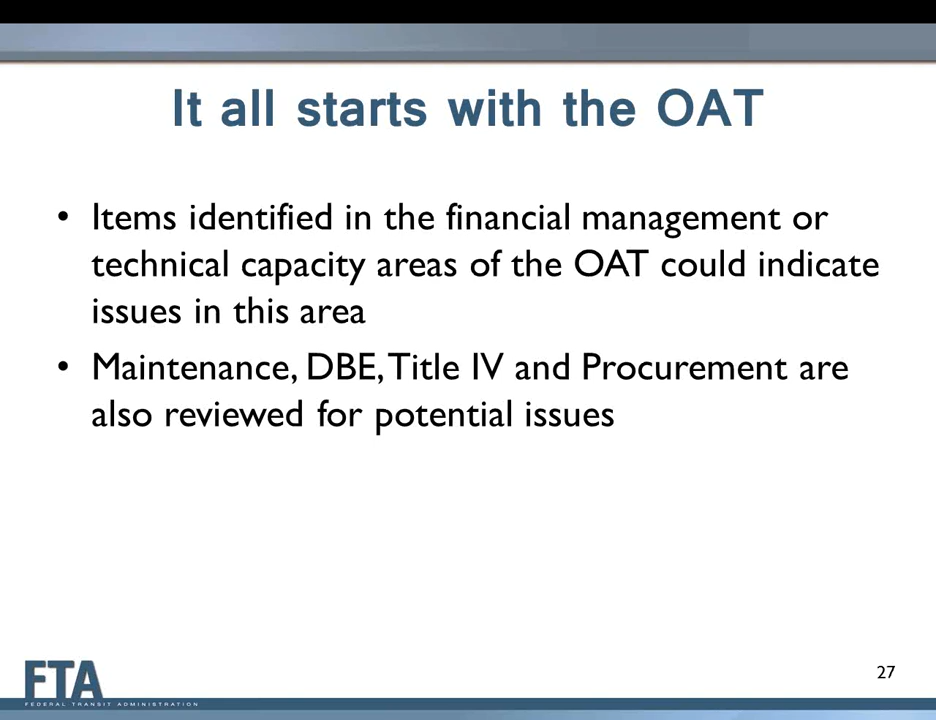 It all starts with the OAT
• Items identified in the financial management or
technical capacity areas of the OAT could indicate
issues in this area
• Maintenance, DBE, Title IV and Procurement are
also reviewed for potential issues
27
FTA
FEDERAL TRANSIT ADMINISTRATION